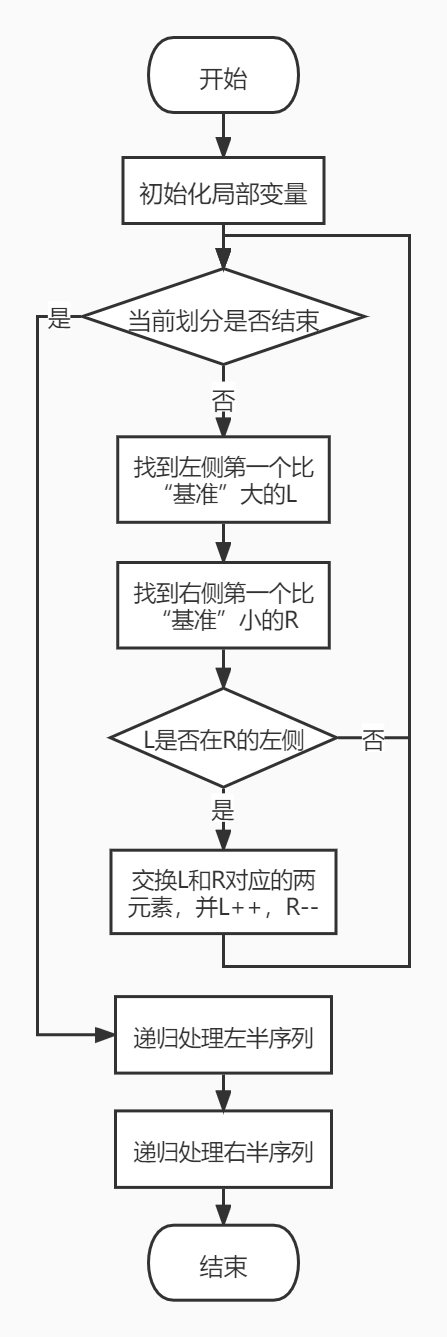 开始
初始化局部变量
当前划分是否结束
是
否
找到左侧第一个比
“基准”大的L
找到右侧第一个比
“基准”小的R
L是否在R的左侧
否
是
交换L和R对应的两
元素，并L++，R--
递归处理左半序列
递归处理右半序列
结束